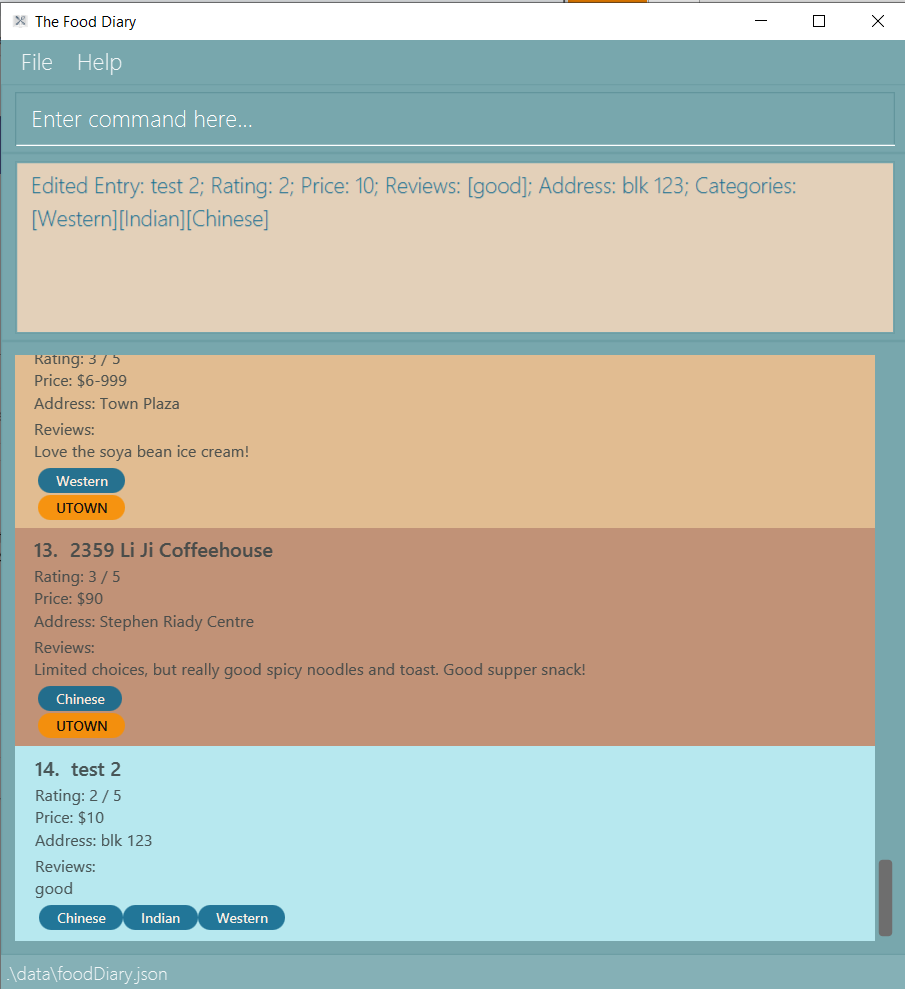 The Food Diary
File Help
Enter command here...
Edited Entry: test 2; Rating: 2; Price: 10; Reviews: [good]; Address: blk 123; Categories:
[Western][Indian][Chinese]
Rating: 3 / 5
Price: $6-999
Address: Town Plaza
Reviews:
Love the soya bean ice cream!
Western
UTOWN
13. 2359 Li Ji Coffeehouse
Rating: 3 / 5
Price: $90
Address: Stephen Riady Centre
Reviews:
Limited choices, but really good spicy noodles and toast. Good supper snack!
Chinese
UTOWN
14. test 2
Rating: 2 / 5
Price: $10
Address: blk 123
Reviews:
good
Chinese Indian Western
.\data\foodDiary.json